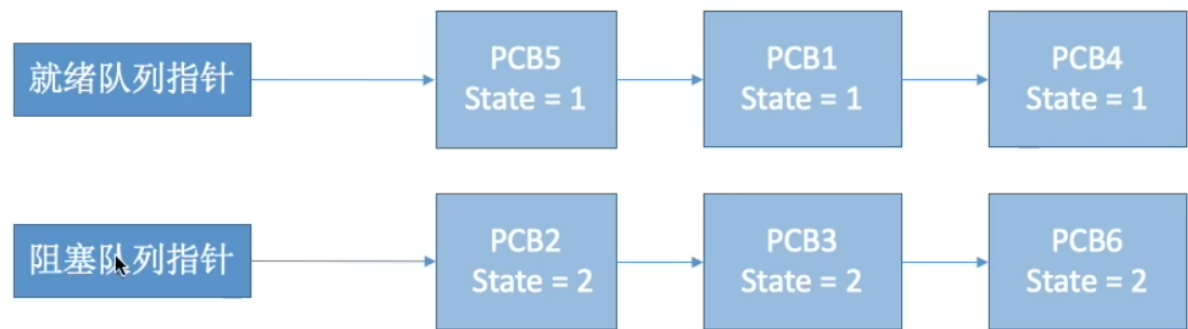 就绪队列指针
PCB5
State = 1
PCB1
State = 1
PCB4
State = 1
阻塞队列指针
PCB2
State = 2
PCB3
State = 2
PCB6
State = 2